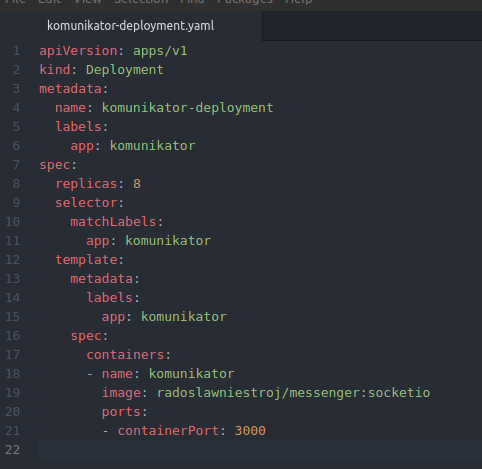 File Edit View Selection Find Packages Help
komunikator-deployment.yaml
1 apiVersion: apps/v1
2 kind: Deployment
3 metadata:
4   name: komunikator-deployment
5   labels:
6     app: komunikator
7 spec:
8   replicas: 8
9   selector:
10     matchLabels:
11       app: komunikator
12   template:
13     metadata:
14       labels:
15         app: komunikator
16     spec:
17       containers:
18       - name: komunikator
19         image: radoslawniestroj/messenger:socketio
20         ports:
21         - containerPort: 3000
22